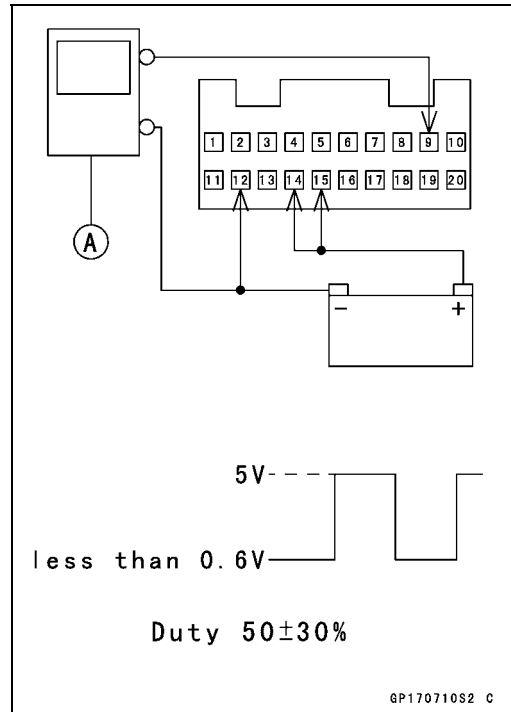 1 2 3 4 5 6 7 8 9 10
11 12 13 14 15 16 17 18 19 20
A
− +
5V
less than 0.6V
Duty 50±30%
GP170710S2 C